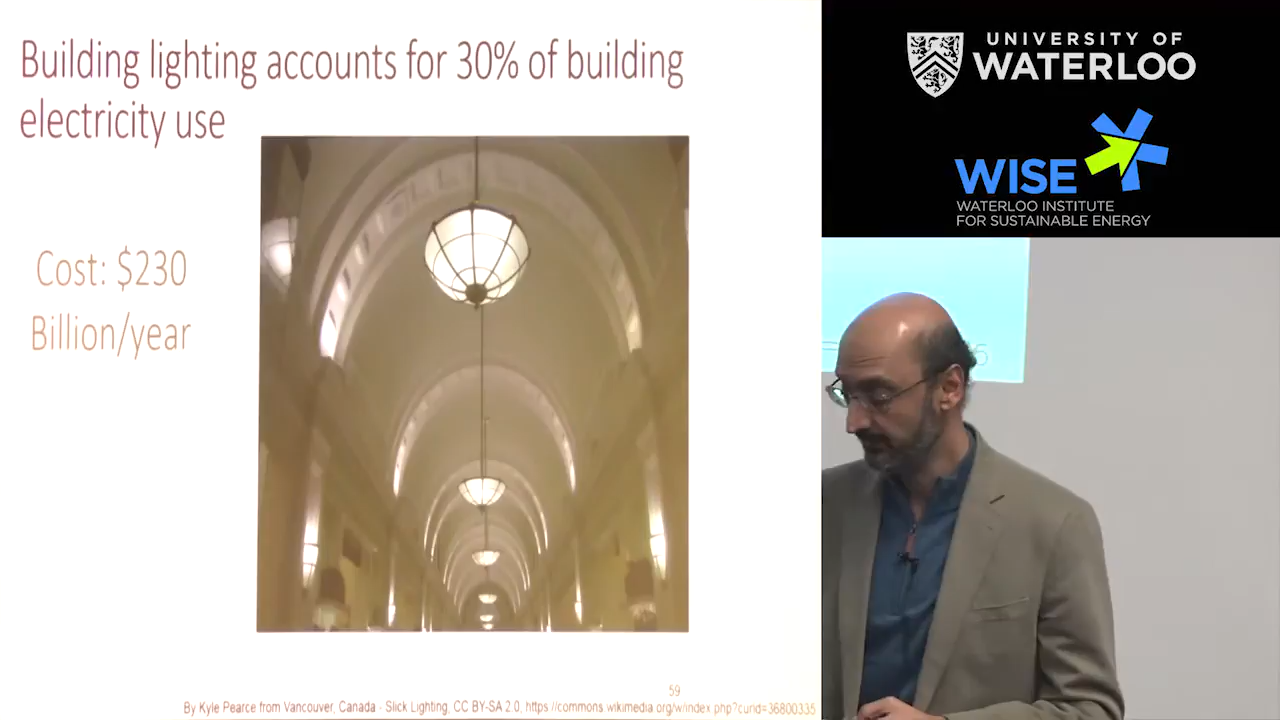 Building lighting accounts for 30% of building
electricity use
Cost: $230
Billion/year
59
By Kyle Pearce from Vancouver, Canada - Slick Lighting, CC BY-SA 2.0, https://commons.wikimedia.org/w/index.php?curid=36800335
UNIVERSITY OF
WATERLOO
WISE
WATERLOO INSTITUTE
FOR SUSTAINABLE ENERGY